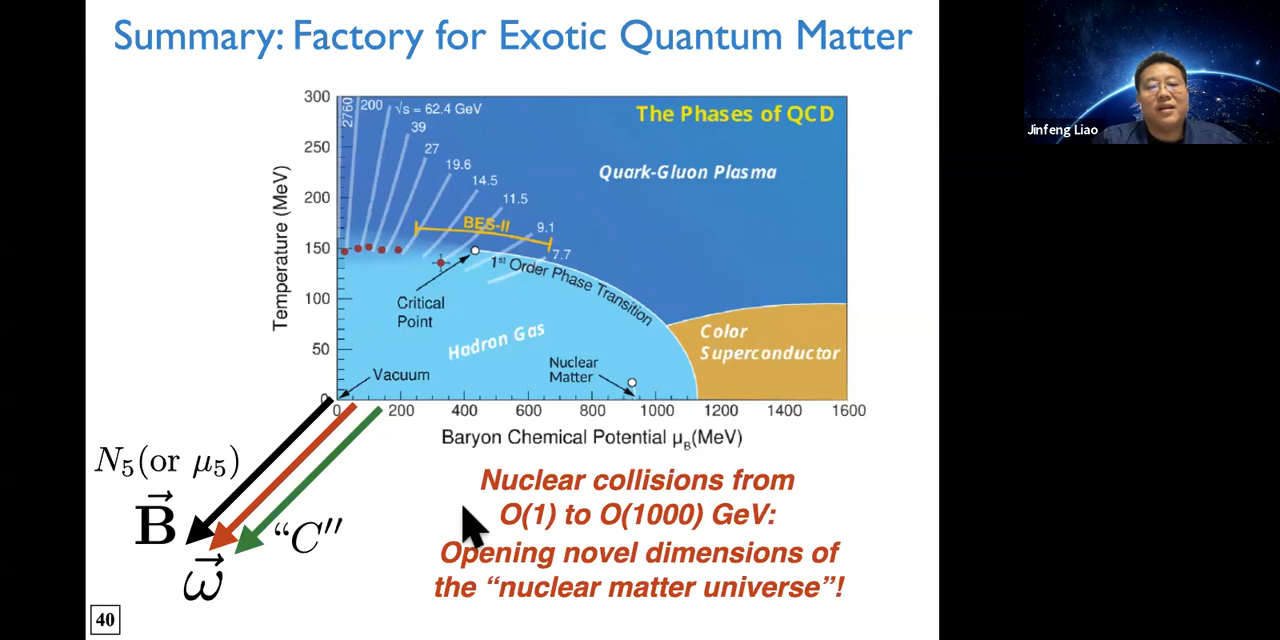 Summary: Factory for Exotic Quantum Matter
Jinfeng Liao
The Phases of QCD
Quark-Gluon Plasma
2760
200
√s = 62.4 GeV
39
27
19.6
14.5
11.5
9.1
7.7
BES-II
1st Order Phase Transition
Critical
Point
Hadron Gas
Color
Superconductor
Nuclear
Matter
Vacuum
Temperature (MeV)
300
250
200
150
100
50
0
0 200 400 600 800 1000 1200 1400 1600
Baryon Chemical Potential μB(MeV)
N5(or μ5)
B⃗
ω⃗
“C”
Nuclear collisions from
O(1) to O(1000) GeV:
Opening novel dimensions of
the “nuclear matter universe”!
40